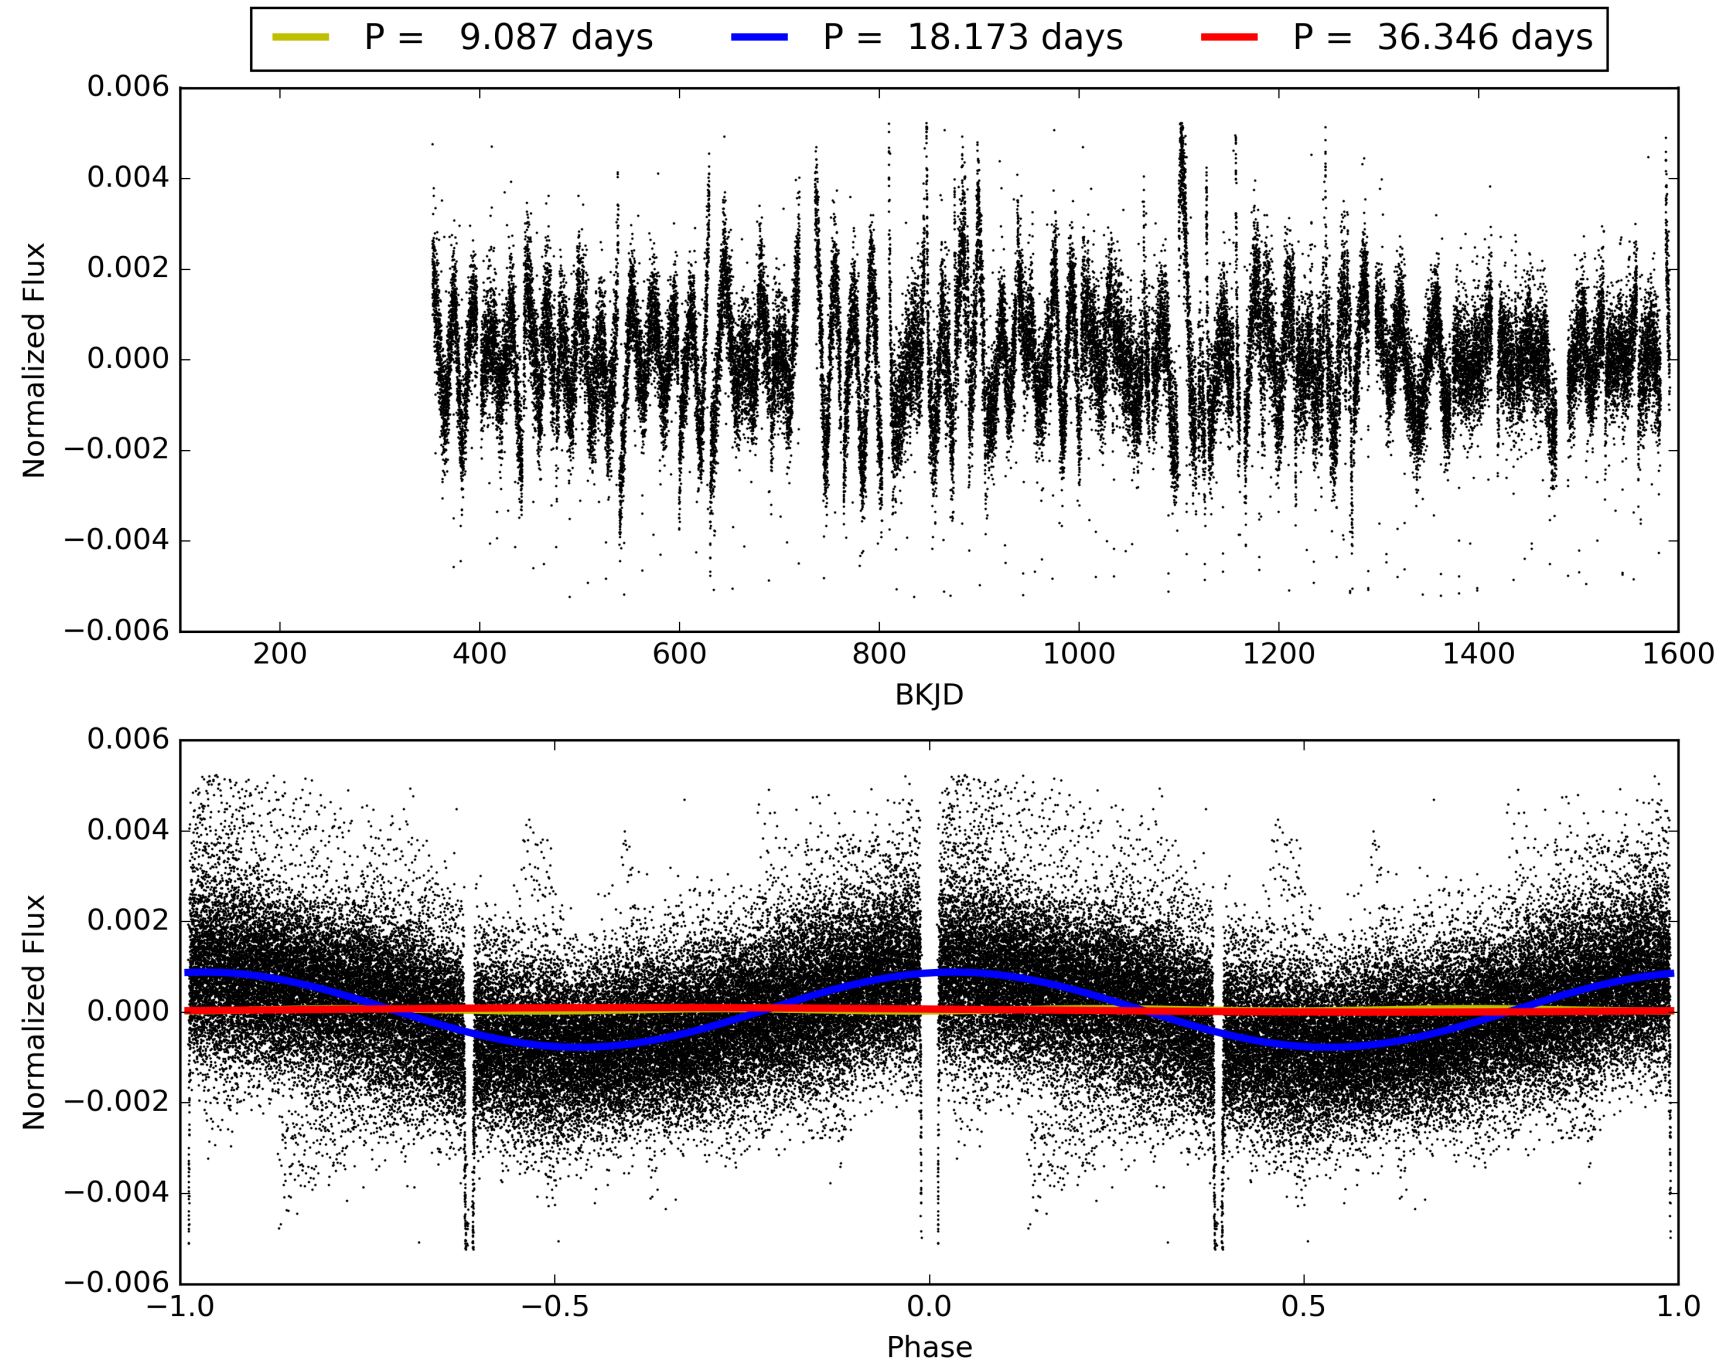 P = 9.087 days P = 18.173 days P = 36.346 days
0.006
0.004
0.002
0.000
−0.002
−0.004
−0.006
Normalized Flux
200 400 600 800 1000 1200 1400 1600
BKJD
0.006
0.004
0.002
0.000
−0.002
−0.004
−0.006
Normalized Flux
−1.0 −0.5 0.0 0.5 1.0
Phase